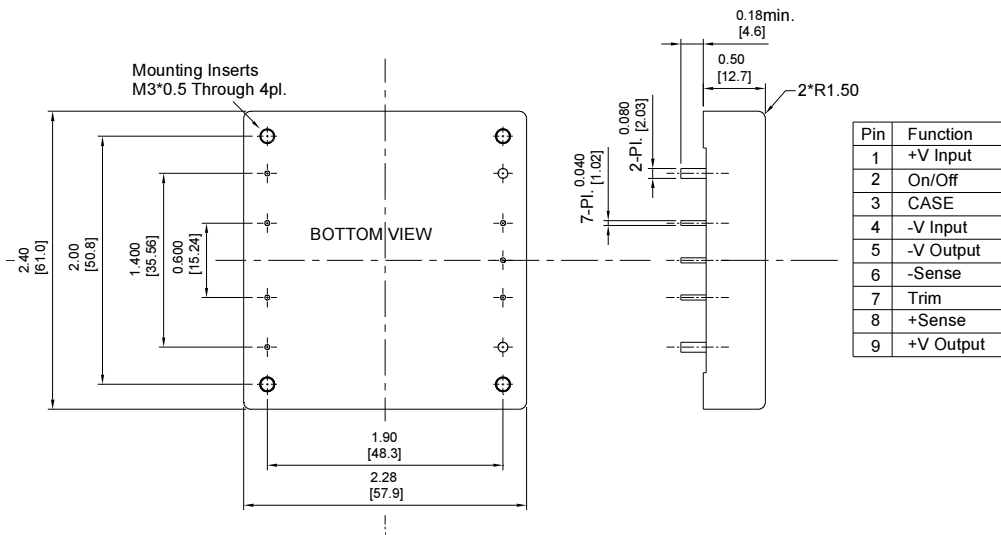 0.18min.
[4.6]
0.50
[12.7]
2*R1.50
Mounting Inserts
M3*0.5 Through 4pl.
2-Pl. 0.080
[2.03]
7-Pl. 0.040
[1.02]
2.40
[61.0]
2.00
[50.8]
1.400
[35.56]
0.600
[15.24]
BOTTOM VIEW
1.90
[48.3]
2.28
[57.9]
Pin Function
1 +V Input
2 On/Off
3 CASE
4 -V Input
5 -V Output
6 -Sense
7 Trim
8 +Sense
9 +V Output